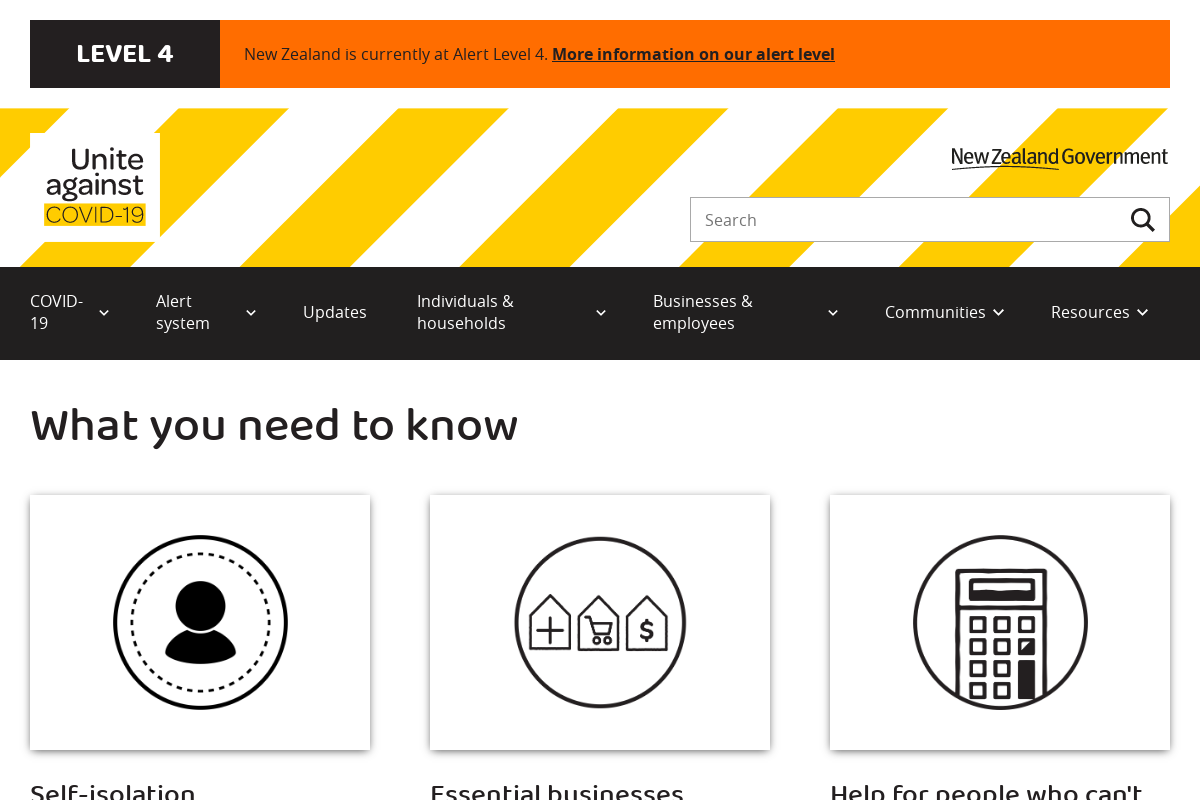 LEVEL 4
New Zealand is currently at Alert Level 4. More information on our alert level
Unite
against
COVID-19
New Zealand Government
Search
COVID-
19
Alert
system
Updates
Individuals &
households
Businesses &
employees
Communities
Resources
What you need to know
$
Self-isolation
Essential businesses
Help for people who can't